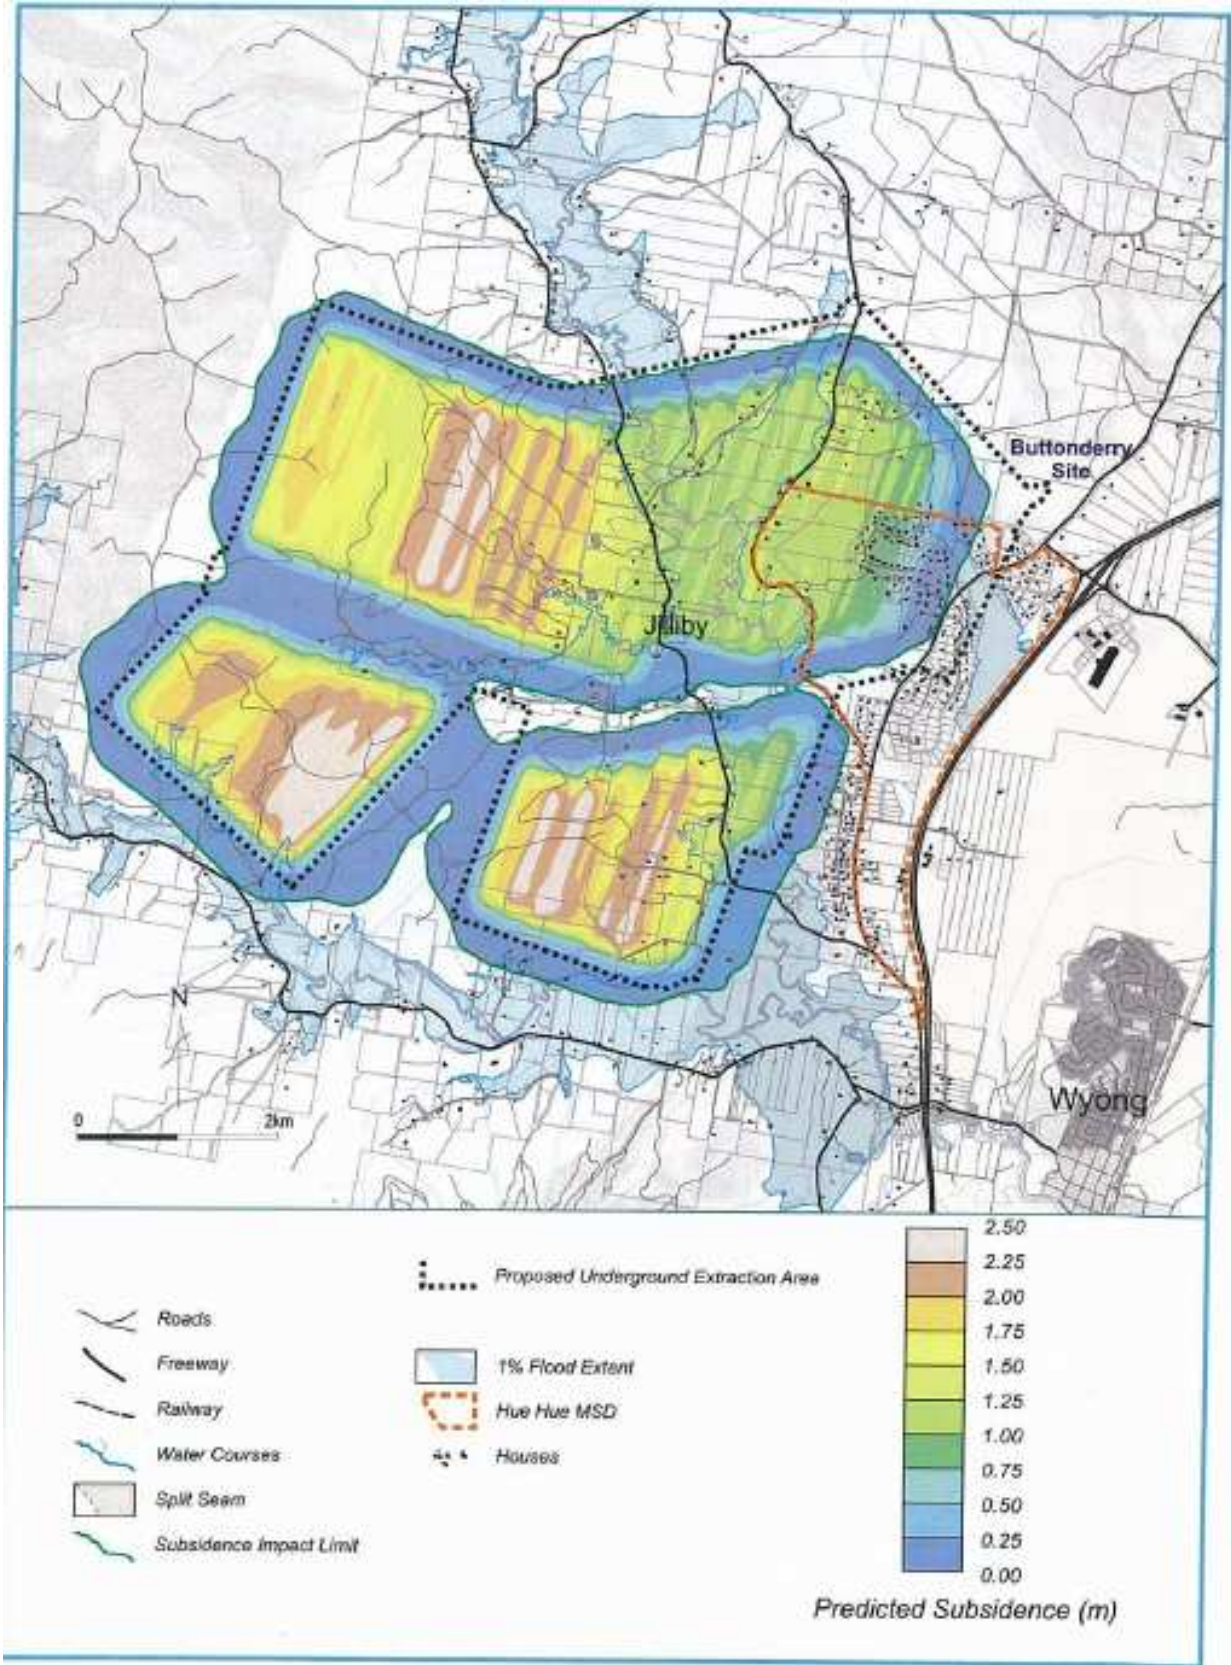 Buttonderry
Site
Jiliby
N
0 2km
Wyong
Roads
Freeway
Railway
Water Courses
Split Seam
Subsidence Impact Limit
Proposed Underground Extraction Area
1% Flood Extent
Hue Hue MSD
Houses
2.50
2.25
2.00
1.75
1.50
1.25
1.00
0.75
0.50
0.25
0.00
Predicted Subsidence (m)